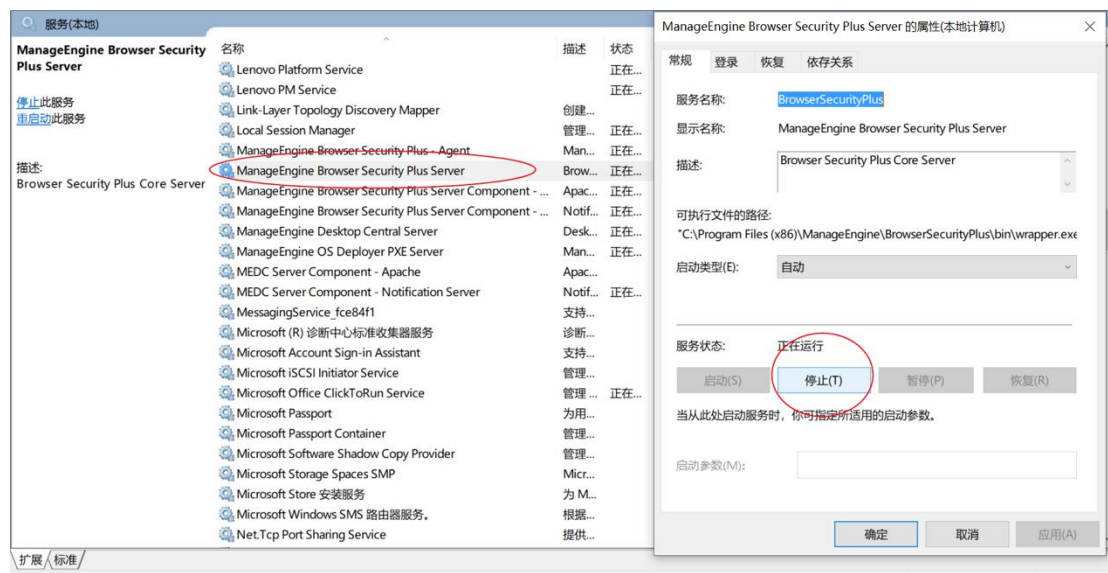 服务(本地)
ManageEngine Browser Security
Plus Server
停止此服务
重启动此服务
描述:
Browser Security Plus Core Server
名称 描述 状态
Lenovo Platform Service 正在...
Lenovo PM Service 正在...
Link-Layer Topology Discovery Mapper 创建...
Local Session Manager 管理... 正在...
ManageEngine Browser Security Plus - Agent Man... 正在...
ManageEngine Browser Security Plus Server Brow... 正在...
ManageEngine Browser Security Plus Server Component - ... Apac... 正在...
ManageEngine Browser Security Plus Server Component - ... Notif... 正在...
ManageEngine Desktop Central Server Desk... 正在...
ManageEngine OS Deployer PXE Server Man... 正在...
MEDC Server Component - Apache Apac...
MEDC Server Component - Notification Server Notif... 正在...
MessagingService_fce84f1 支持...
Microsoft (R) 诊断中心标准收集器服务 诊断...
Microsoft Account Sign-in Assistant 支持...
Microsoft iSCSI Initiator Service 管理...
Microsoft Office ClickToRun Service 管理 ... 正在...
Microsoft Passport 为用...
Microsoft Passport Container 管理...
Microsoft Software Shadow Copy Provider 管理...
Microsoft Storage Spaces SMP Micr...
Microsoft Store 安装服务 为 M...
Microsoft Windows SMS 路由器服务。 根据...
Net.Tcp Port Sharing Service 提供...
扩展 标准
ManageEngine Browser Security Plus Server 的属性(本地计算机)
常规 登录 恢复 依存关系
服务名称: BrowserSecurityPlus
显示名称: ManageEngine Browser Security Plus Server
描述: Browser Security Plus Core Server
可执行文件的路径:
"C:\Program Files (x86)\ManageEngine\BrowserSecurityPlus\bin\wrapper.exe
启动类型(E): 自动
服务状态: 正在运行
启动(S) 停止(T) 暂停(P) 恢复(R)
当从此处启动服务时，你可指定所适用的启动参数。
启动参数(M):
确定 取消 应用(A)